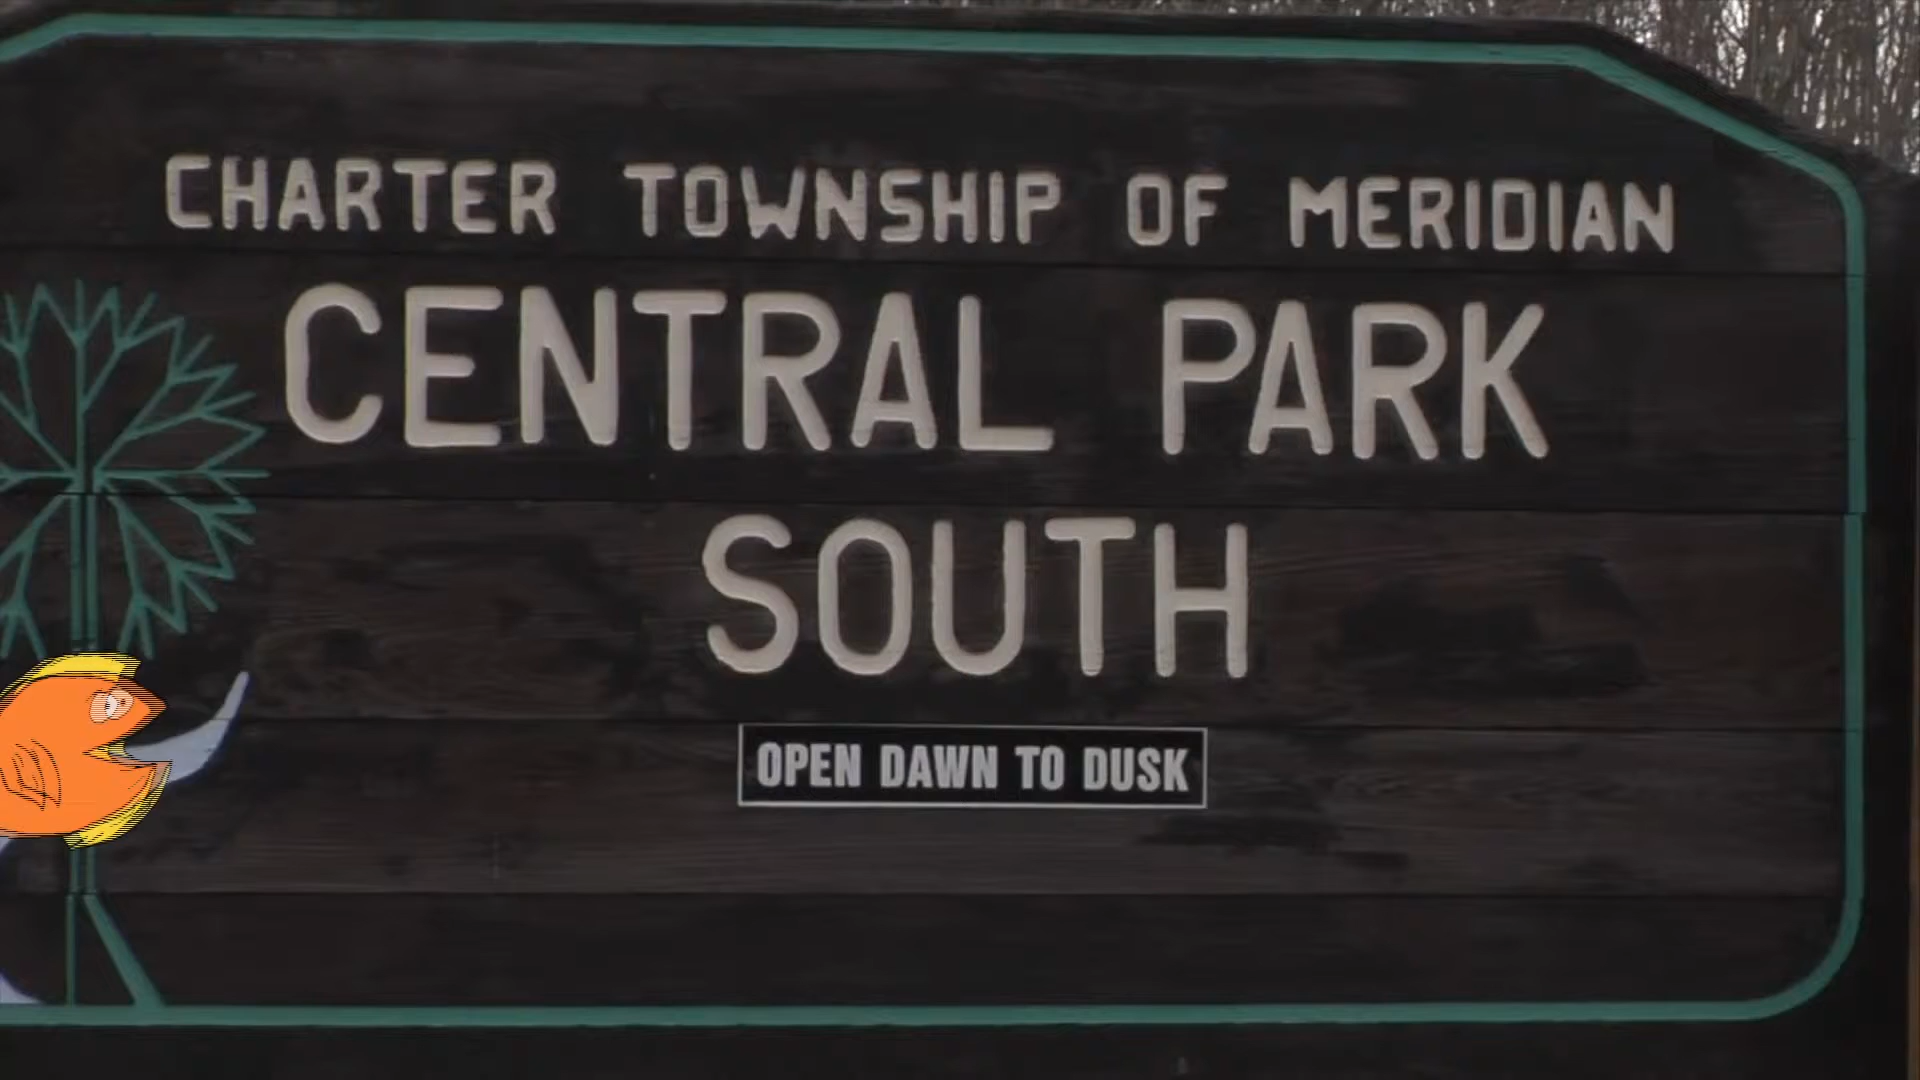 CHARTER TOWNSHIP OF MERIDIAN
CENTRAL PARK
SOUTH
OPEN DAWN TO DUSK